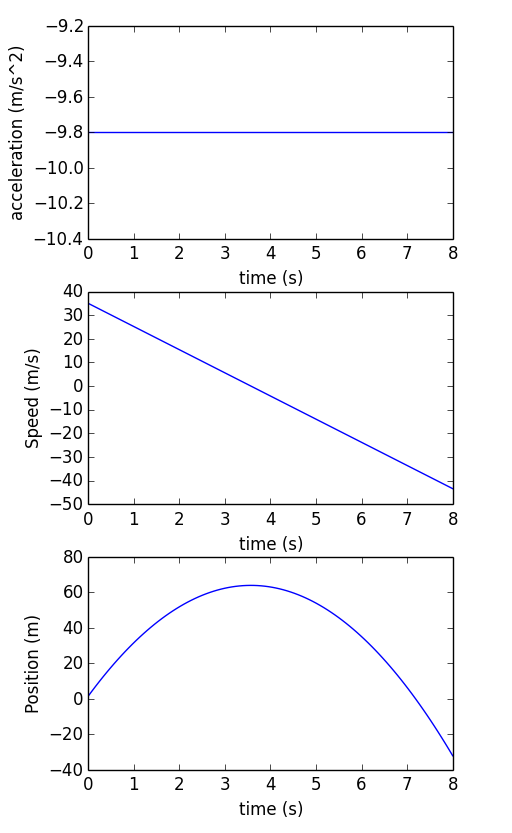 acceleration (m/s^2)
−9.2
−9.4
−9.6
−9.8
−10.0
−10.2
−10.4
0 1 2 3 4 5 6 7 8
time (s)
Speed (m/s)
40
30
20
10
0
−10
−20
−30
−40
−50
0 1 2 3 4 5 6 7 8
time (s)
Position (m)
80
60
40
20
0
−20
−40
0 1 2 3 4 5 6 7 8
time (s)